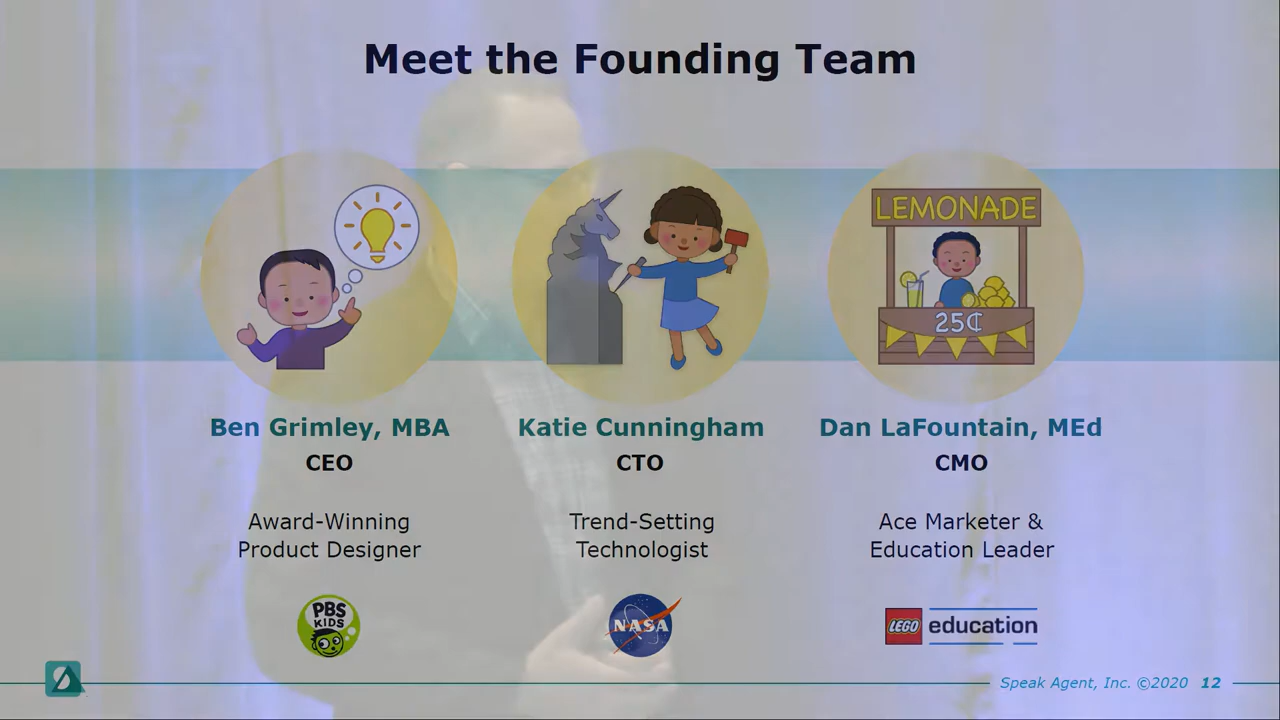 Meet the Founding Team
LEMONADE
25₵
Ben Grimley, MBA
CEO
Award-Winning
Product Designer
PBS
KIDS
Katie Cunningham
CTO
Trend-Setting
Technologist
NASA
Dan LaFountain, MEd
CMO
Ace Marketer &
Education Leader
LEGO education
Speak Agent, Inc. ©2020 12